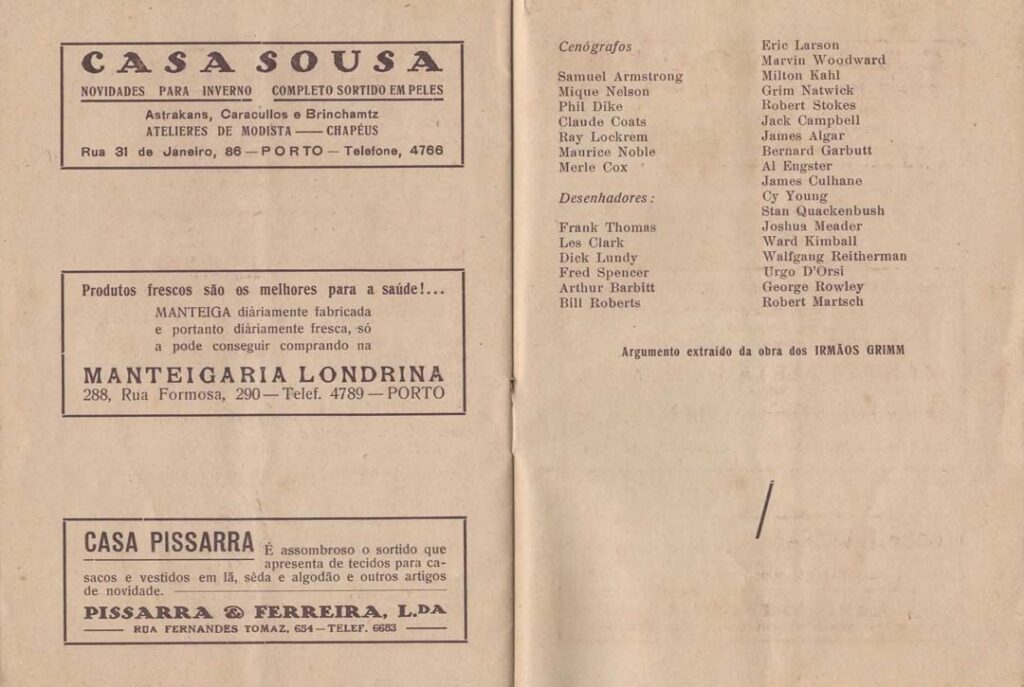 CASA SOUSA
NOVIDADES PARA INVERNO COMPLETO SORTIDO EM PELES
Astrakans, Caracullos e Brinchamtz
ATELIERES DE MODISTA — CHAPÉUS
Rua 31 de Janeiro, 86 — PORTO — Telefone, 4766
Produtos frescos são os melhores para a saúde!...
MANTEIGA diáriamente fabricada
e portanto diáriamente fresca, só
a pode conseguir comprando na
MANTEIGARIA LONDRINA
288, Rua Formosa, 290 — Telef. 4789 — PORTO
CASA PISSARRA É assombroso o sortido que
apresenta de tecidos para ca-
sacos e vestidos em lã, sêda e algodão e outros artigos
de novidade.
PISSARRA & FERREIRA, L.DA
RUA FERNANDES TOMAZ, 654 — TELEF. 6683
Cenógrafos
Samuel Armstrong
Mique Nelson
Phil Dike
Claude Coats
Ray Lockrem
Maurice Noble
Merle Cox
Desenhadores:
Frank Thomas
Les Clark
Dick Lundy
Fred Spencer
Arthur Barbitt
Bill Roberts
Eric Larson
Marvin Woodward
Milton Kahl
Grim Natwick
Robert Stokes
Jack Campbell
James Algar
Bernard Garbutt
Al Engster
James Culhane
Cy Young
Stan Quackenbush
Joshua Meader
Ward Kimball
Walfgang Reitherman
Urgo D'Orsi
George Rowley
Robert Martsch
Argumento extraído da obra dos IRMÃOS GRIMM
/